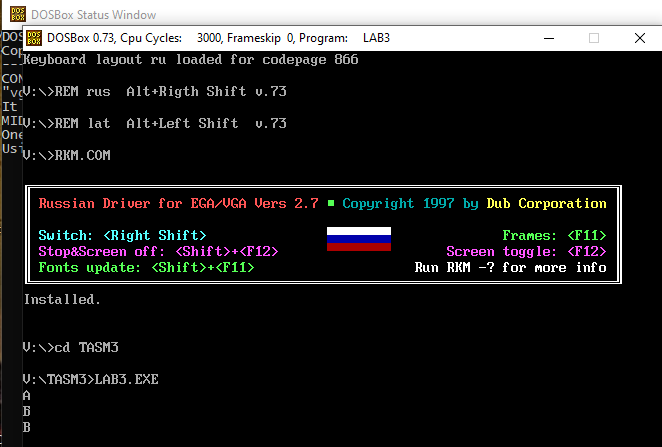 DOSBox Status Window
DOSBox 0.73, Cpu Cycles: 3000, Frameskip 0, Program: LAB3
DOS
Cop
---
CON
"ve
It
MID
One
Usi
Keyboard layout ru loaded for codepage 866
V:\>REM rus Alt+Rigth Shift v.73
V:\>REM lat Alt+Left Shift v.73
V:\>RKM.COM
Russian Driver for EGA/VGA Vers 2.7 ■ Copyright 1997 by Dub Corporation
Switch: <Right Shift> Frames: <F11>
Stop&Screen off: <Shift>+<F12> Screen toggle: <F12>
Fonts update: <Shift>+<F11> Run RKM -? for more info
Installed.
V:\>cd TASM3
V:\TASM3>LAB3.EXE
A
B
B